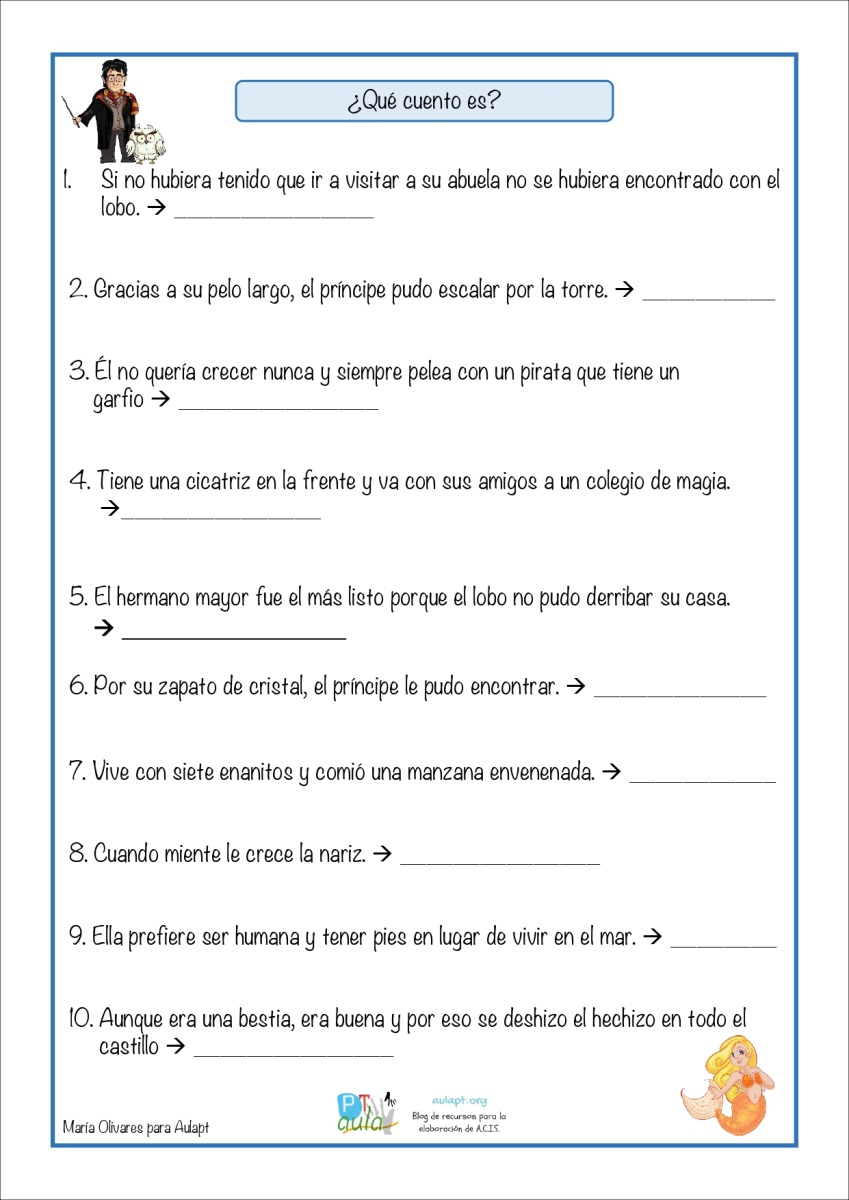 ¿Qué cuento es?
1. Si no hubiera tenido que ir a visitar a su abuela no se hubiera encontrado con el
lobo. → _______________
2. Gracias a su pelo largo, el príncipe pudo escalar por la torre. → __________
3. Él no quería crecer nunca y siempre pelea con un pirata que tiene un
garfio → _______________
4. Tiene una cicatriz en la frente y va con sus amigos a un colegio de magia.
→_______________
5. El hermano mayor fue el más listo porque el lobo no pudo derribar su casa.
→ _______________
6. Por su zapato de cristal, el príncipe le pudo encontrar. → _____________
7. Vive con siete enanitos y comió una manzana envenenada. → ___________
8. Cuando miente le crece la nariz. → _______________
9. Ella prefiere ser humana y tener pies en lugar de vivir en el mar. → ________
10. Aunque era una bestia, era buena y por eso se deshizo el hechizo en todo el
castillo → _______________
María Olivares para Aulapt
PT
aula
aulapt.org
Blog de recursos para la
elaboración de A.C.I.S.